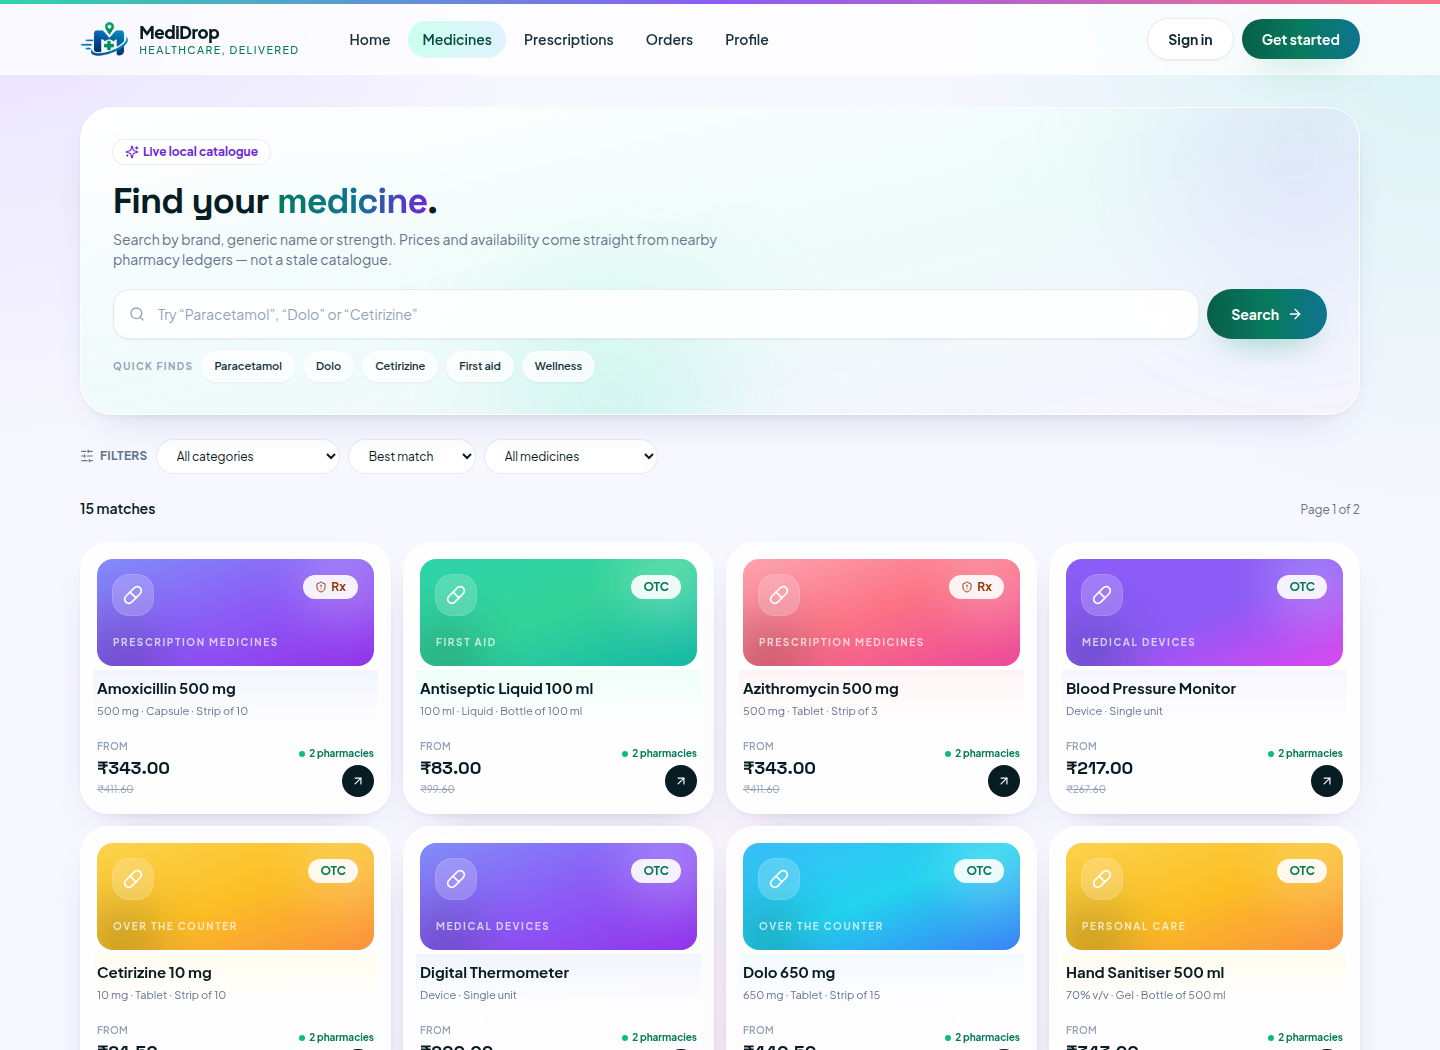 MediDrop
HEALTHCARE, DELIVERED
Home
Medicines
Prescriptions
Orders
Profile
Sign in
Get started
Live local catalogue
Find your medicine.
Search by brand, generic name or strength. Prices and availability come straight from nearby
pharmacy ledgers — not a stale catalogue.
Try “Paracetamol”, “Dolo” or “Cetirizine”
Search
QUICK FINDS
Paracetamol
Dolo
Cetirizine
First aid
Wellness
FILTERS
All categories
Best match
All medicines
15 matches
Page 1 of 2
Rx
PRESCRIPTION MEDICINES
Amoxicillin 500 mg
500 mg · Capsule · Strip of 10
FROM
2 pharmacies
₹343.00
₹411.60
OTC
FIRST AID
Antiseptic Liquid 100 ml
100 ml · Liquid · Bottle of 100 ml
FROM
2 pharmacies
₹83.00
₹99.60
Rx
PRESCRIPTION MEDICINES
Azithromycin 500 mg
500 mg · Tablet · Strip of 3
FROM
2 pharmacies
₹343.00
₹411.60
OTC
MEDICAL DEVICES
Blood Pressure Monitor
Device · Single unit
FROM
2 pharmacies
₹217.00
₹267.60
OTC
OVER THE COUNTER
Cetirizine 10 mg
10 mg · Tablet · Strip of 10
FROM
2 pharmacies
OTC
MEDICAL DEVICES
Digital Thermometer
Device · Single unit
FROM
2 pharmacies
OTC
OVER THE COUNTER
Dolo 650 mg
650 mg · Tablet · Strip of 15
FROM
2 pharmacies
OTC
PERSONAL CARE
Hand Sanitiser 500 ml
70% v/v · Gel · Bottle of 500 ml
FROM
2 pharmacies